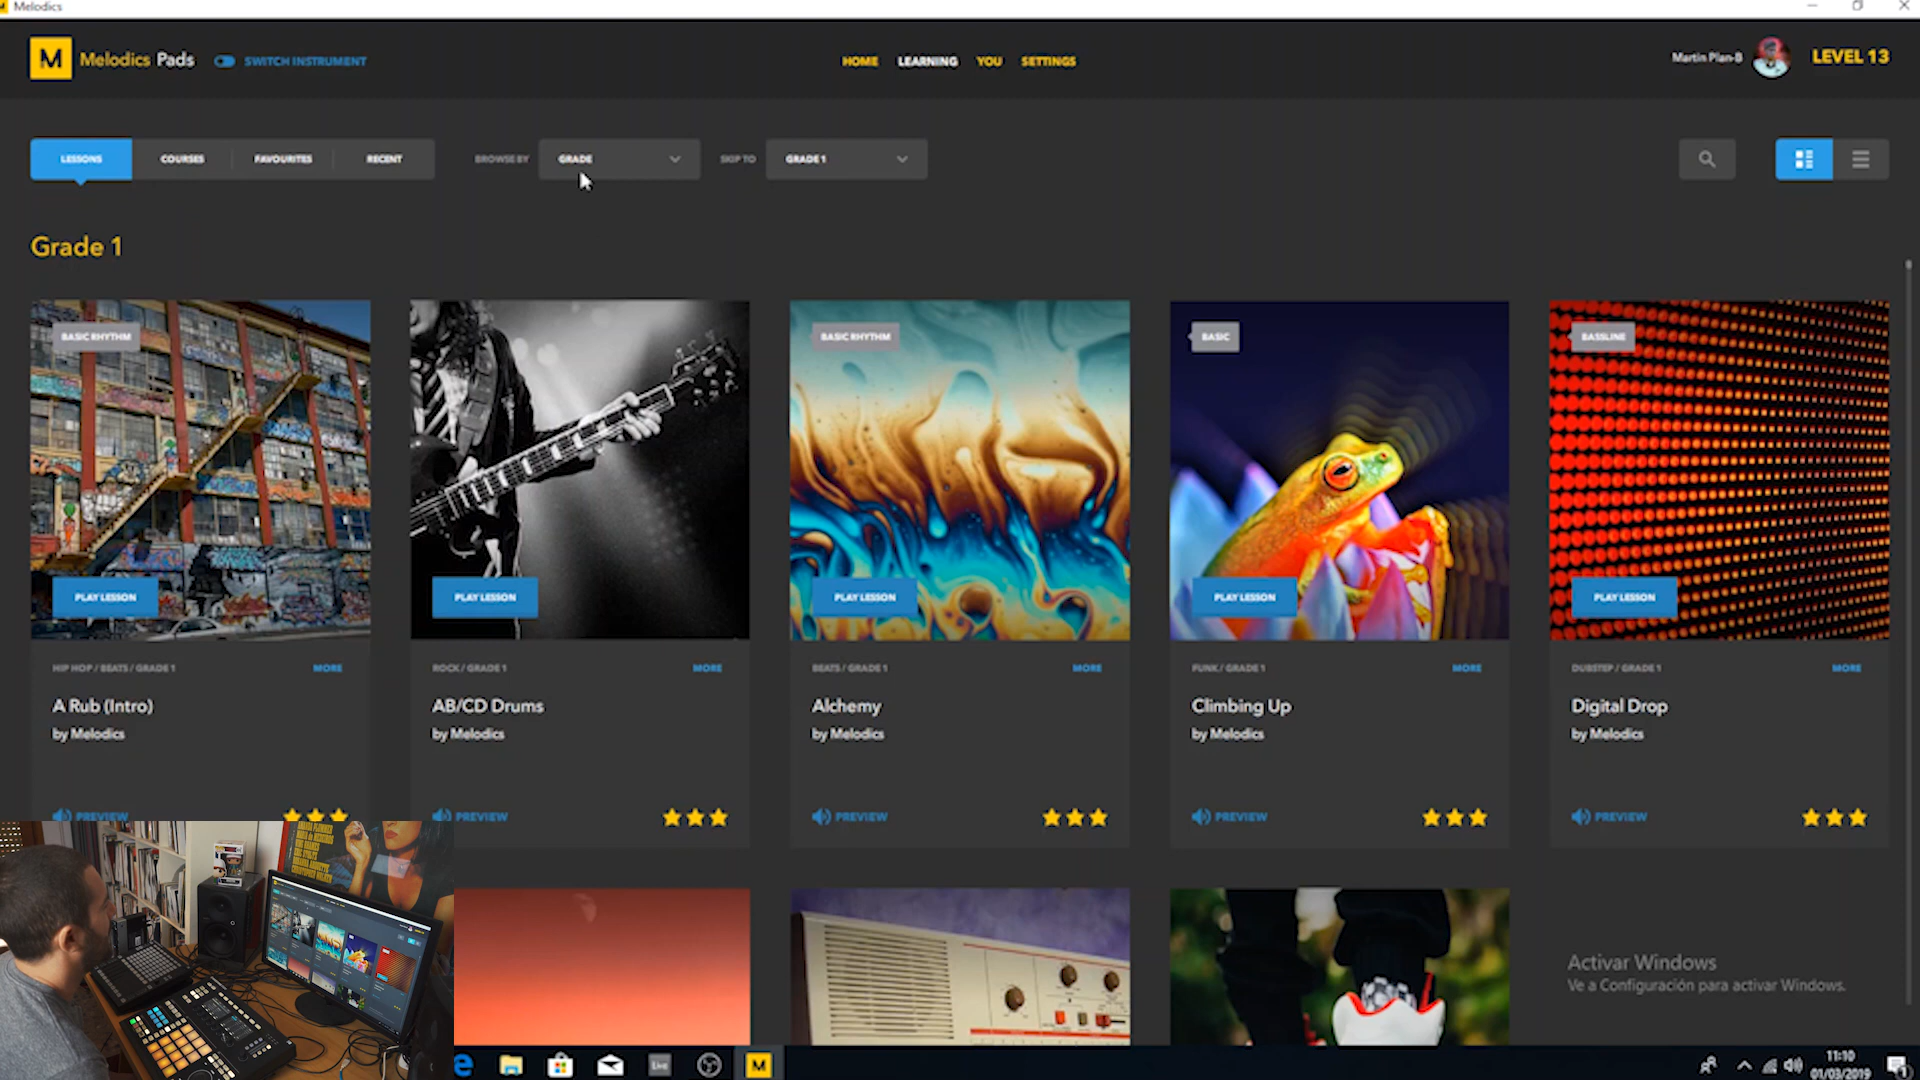 Melodics
M Melodics Pads
SWITCH INSTRUMENT
HOME LEARNING YOU SETTINGS
Martin Plan-B
LEVEL 13
LESSONS COURSES FAVOURITES RECENT
BROWSE BY GRADE
SKIP TO GRADE 1
Grade 1
BASIC RHYTHM
PLAY LESSON
HIP HOP / BEATS / GRADE 1 MORE
A Rub (Intro)
by Melodics
PREVIEW
PLAY LESSON
ROCK / GRADE 1 MORE
AB/CD Drums
by Melodics
PREVIEW
BASIC RHYTHM
PLAY LESSON
BEATS / GRADE 1 MORE
Alchemy
by Melodics
PREVIEW
BASIC
PLAY LESSON
FUNK / GRADE 1 MORE
Climbing Up
by Melodics
PREVIEW
BASSLINE
PLAY LESSON
DUBSTEP / GRADE 1 MORE
Digital Drop
by Melodics
PREVIEW
Activar Windows
Ve a Configuración para activar Windows.
Live
M
11:10
01/03/2019
1